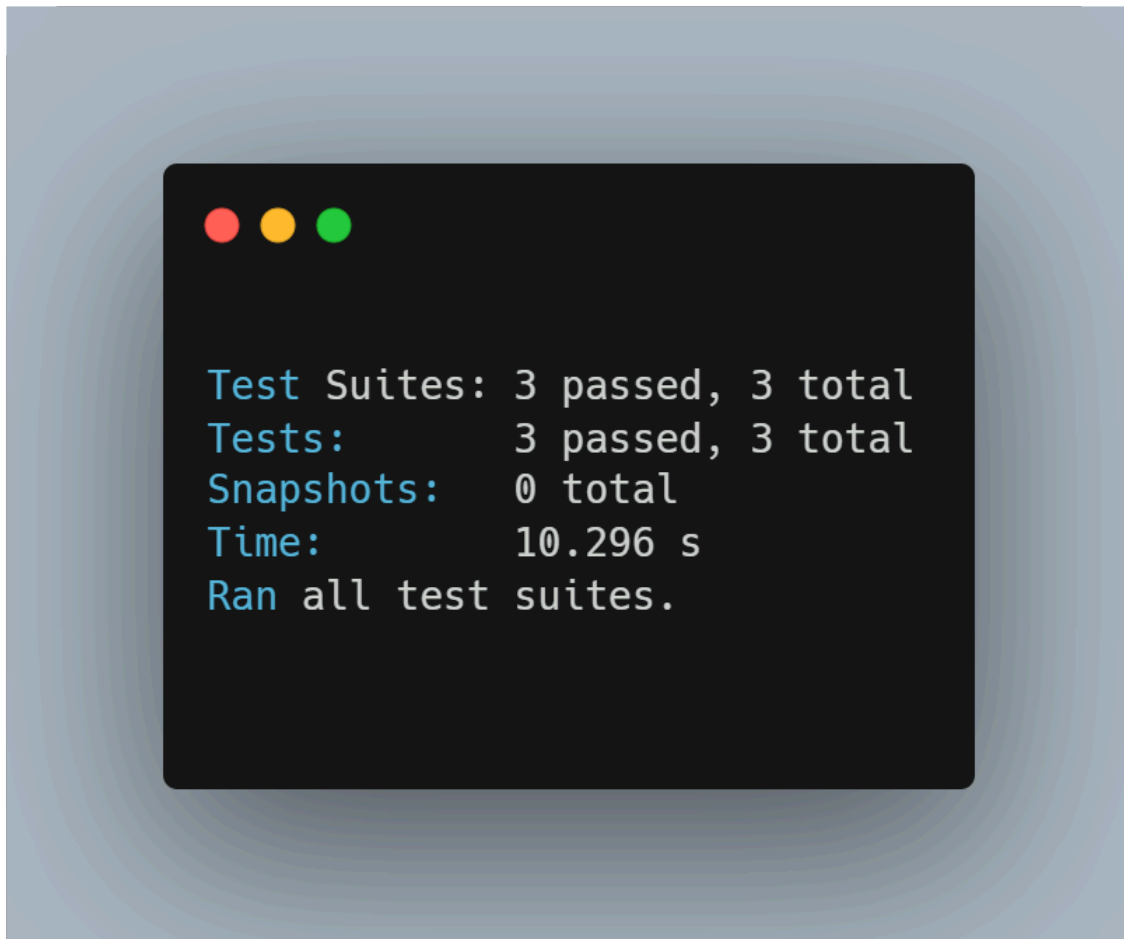 Test Suites: 3 passed, 3 total
Tests: 3 passed, 3 total
Snapshots: 0 total
Time: 10.296 s
Ran all test suites.